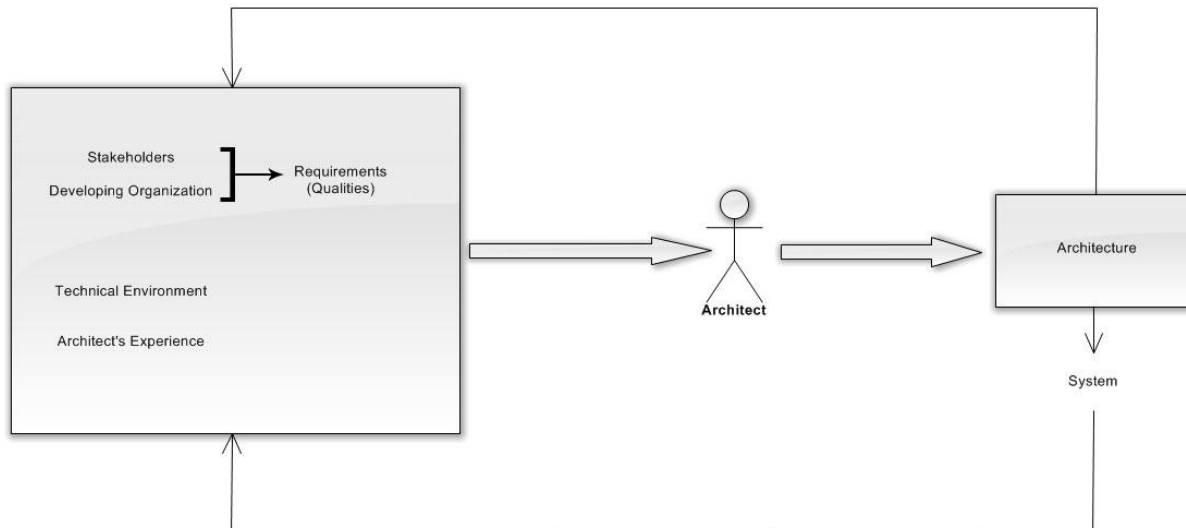 Stakeholders
Developing Organization
Requirements
(Qualities)
Technical Environment
Architect's Experience
Architect
Architecture
System